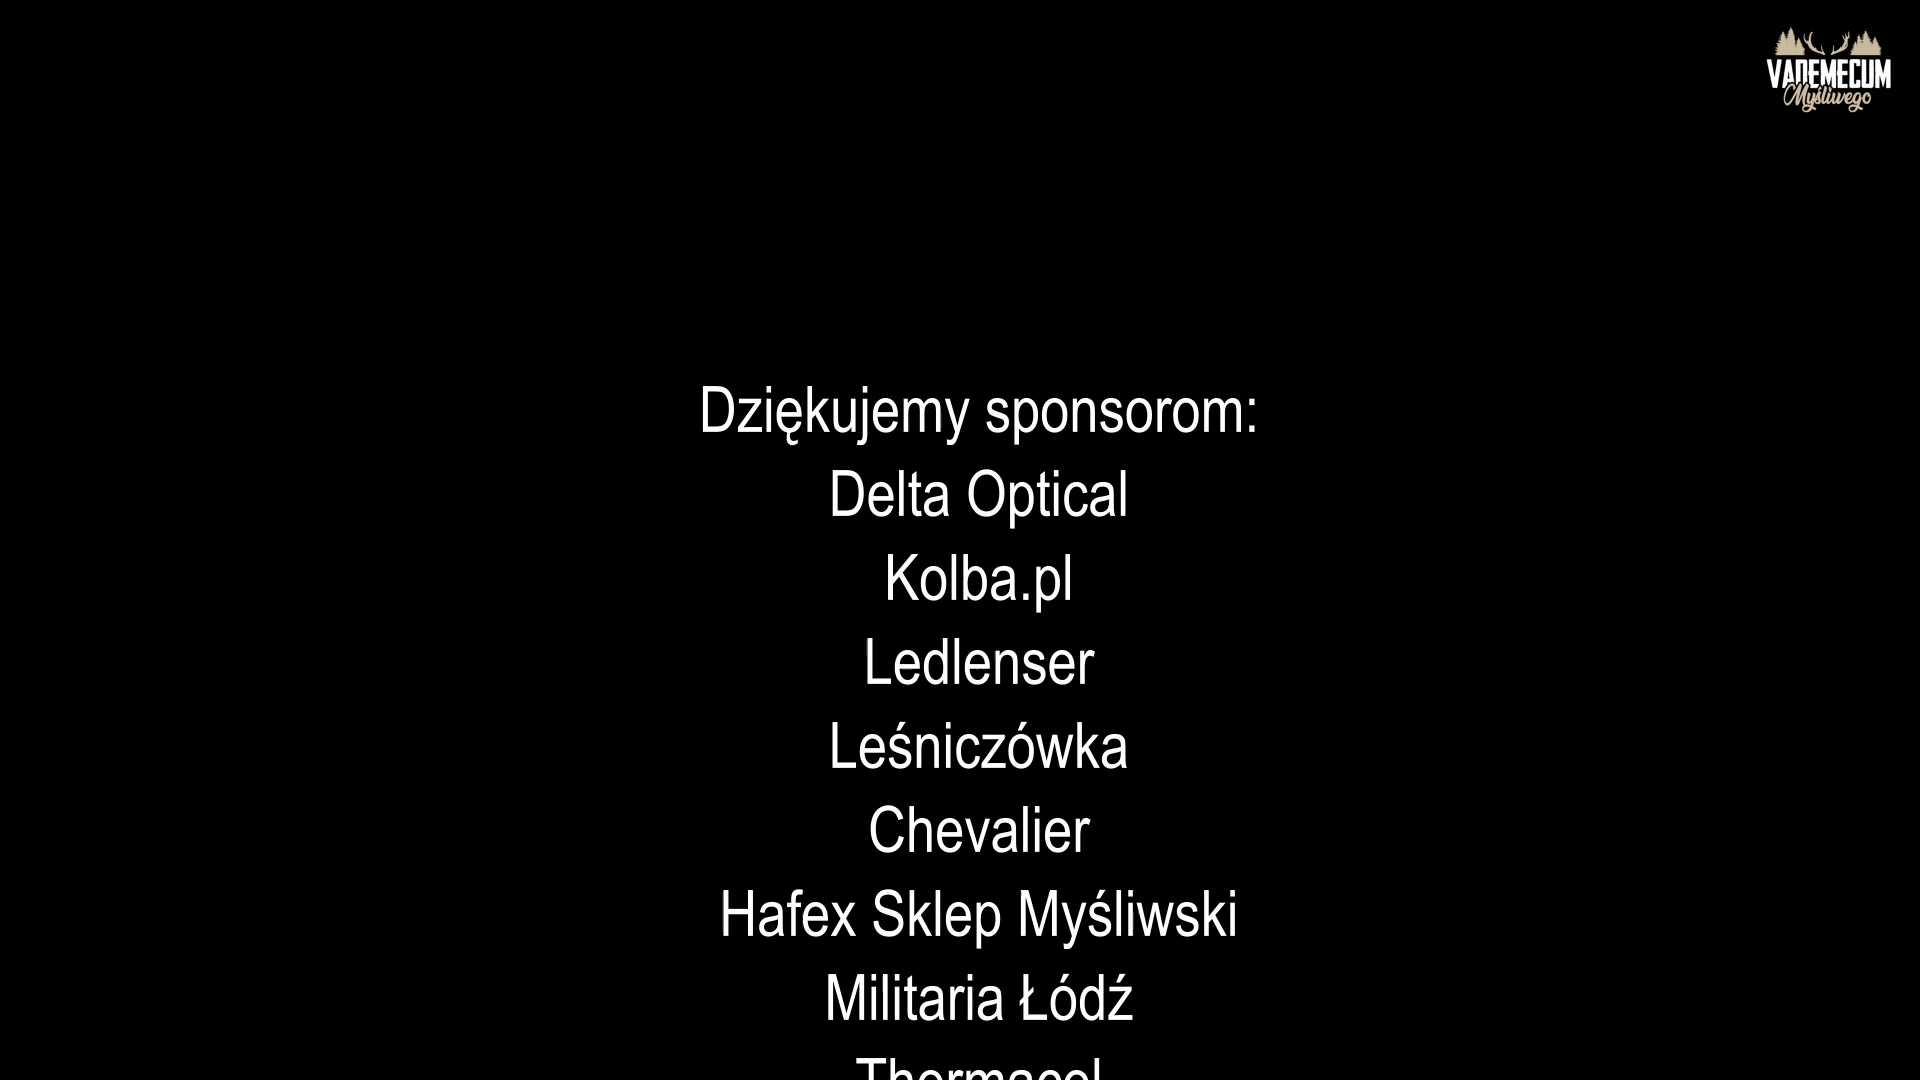 VADEMECUM
Myśliwego
Dziękujemy sponsorom:
Delta Optical
Kolba.pl
Ledlenser
Leśniczówka
Chevalier
Hafex Sklep Myśliwski
Militaria Łódź